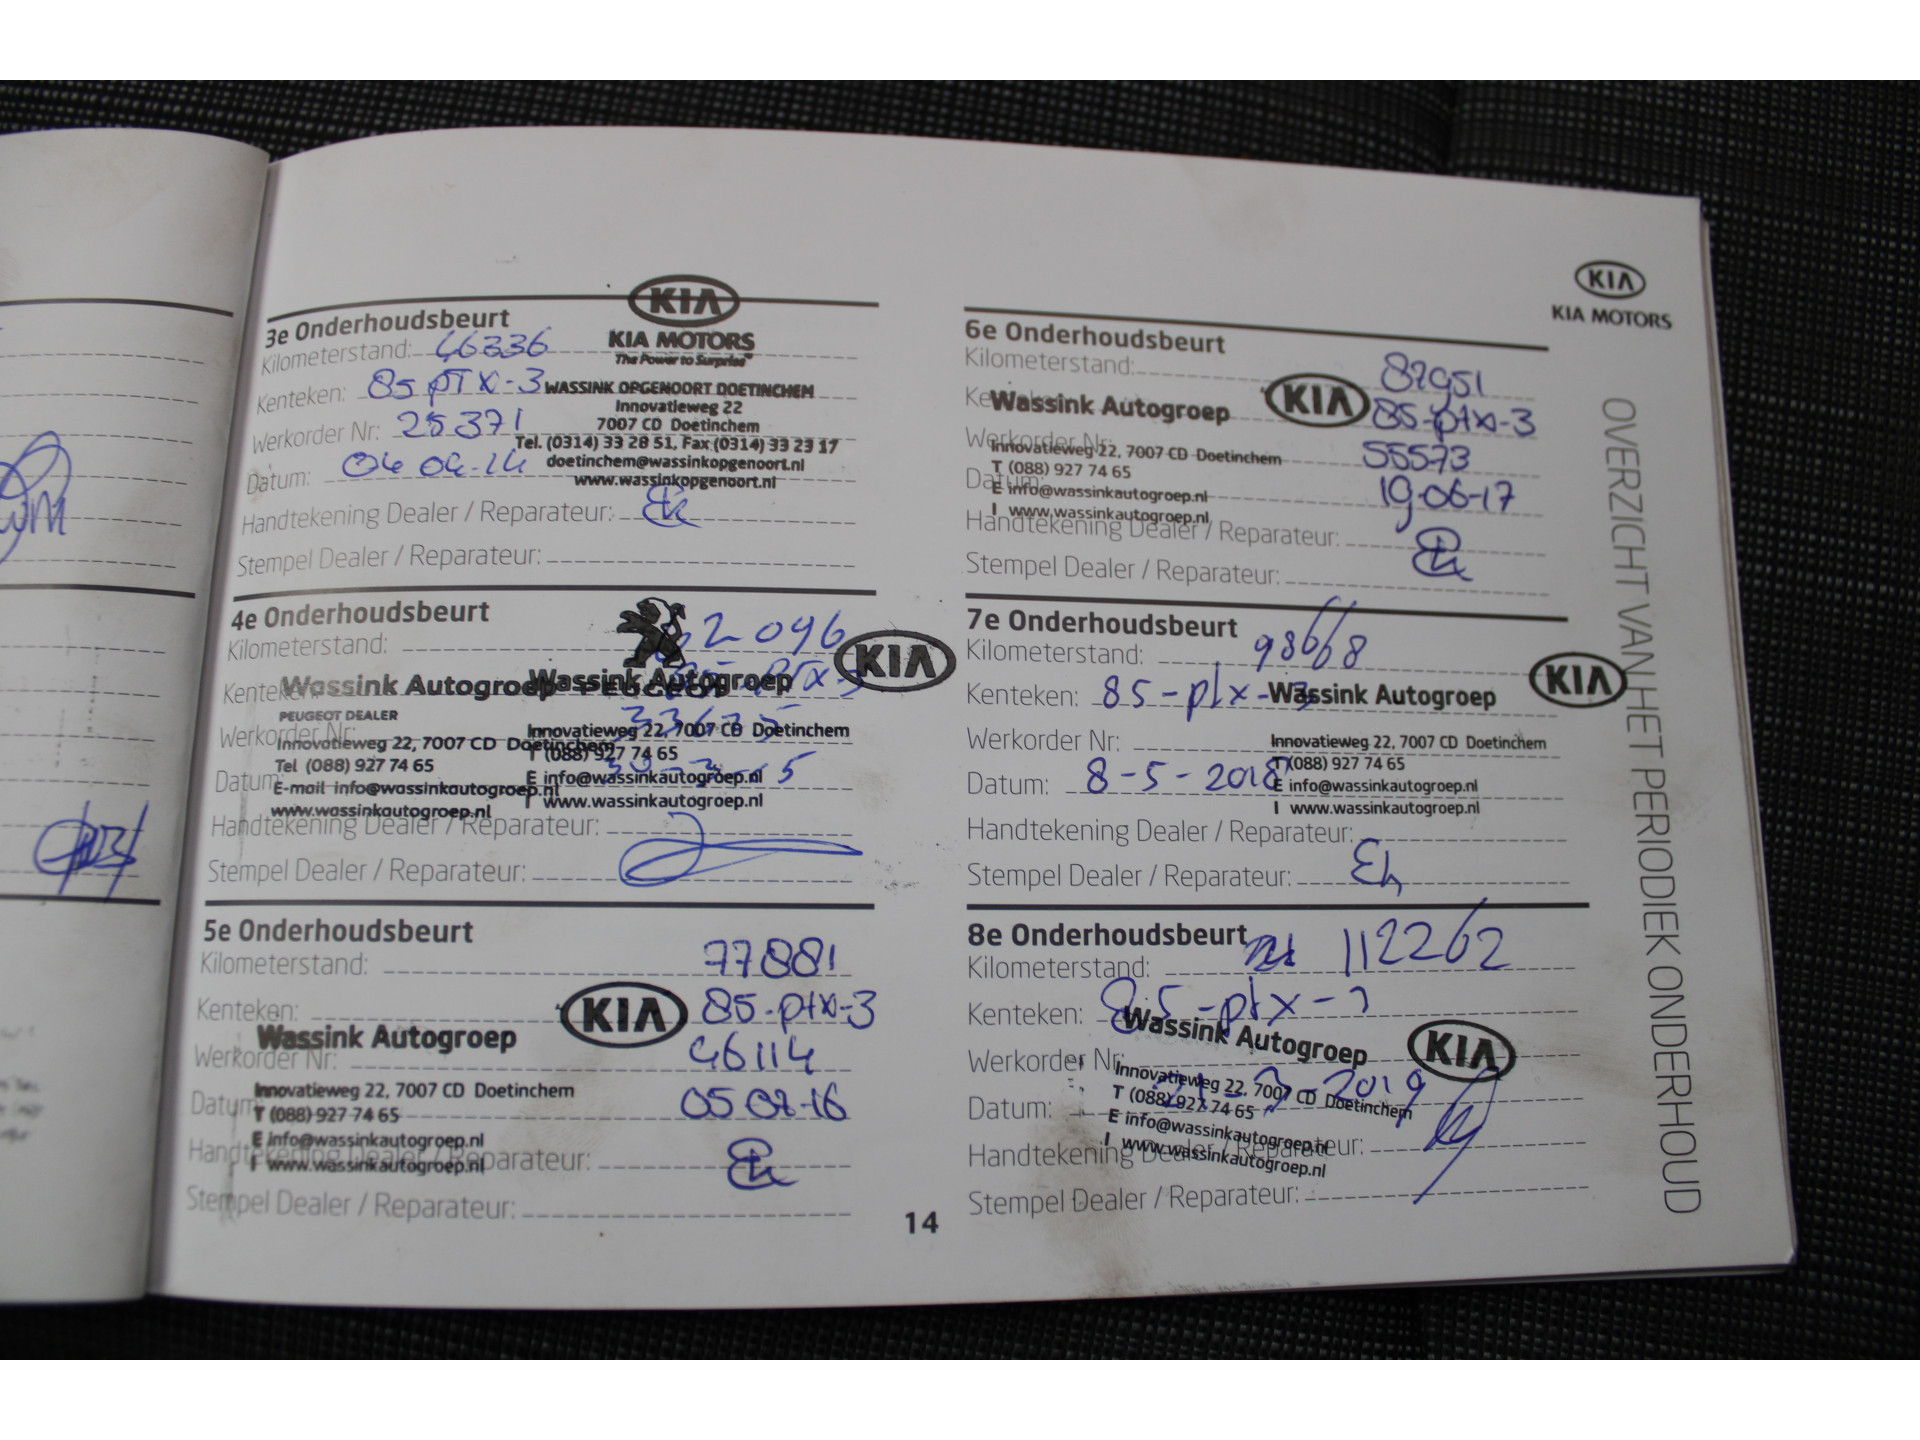 3e Onderhoudsbeurt
KIA
KIA MOTORS
The Power to Surprise
Kilometerstand: 46336
Kenteken: 85 ptx-3
WASSINK OPGENOORT DOETINCHEM
Innovatieweg 22
Werkorder Nr: 25371
7007 CD Doetinchem
Tel. (0314) 33 28 51, Fax (0314) 33 23 17
Datum:
doetinchem@wassinkopgenoort.nl
www.wassinkopgenoort.nl
Handtekening Dealer / Reparateur:
Stempel Dealer / Reparateur:
4e Onderhoudsbeurt
Kilometerstand: 62096
KIA
Wassink Autogroep PEUGEOT
Wassink Autogroep
PEUGEOT DEALER
Werkorder Nr:
Innovatieweg 22, 7007 CD Doetinchem
Tel (088) 927 74 65
E-mail info@wassinkautogroep.nl
www.wassinkautogroep.nl
Innovatieweg 22, 7007 CD Doetinchem
T (088) 927 74 65
E info@wassinkautogroep.nl
I www.wassinkautogroep.nl
Datum:
Handtekening Dealer / Reparateur:
Stempel Dealer / Reparateur:
5e Onderhoudsbeurt
Kilometerstand: 77881
Kenteken: 85-ptx-3
KIA
Wassink Autogroep
Werkorder Nr: 46114
Innovatieweg 22, 7007 CD Doetinchem
Datum:
T (088) 927 74 65
E info@wassinkautogroep.nl
I www.wassinkautogroep.nl
Handtekening Dealer / Reparateur:
Stempel Dealer / Reparateur:
14
KIA
KIA MOTORS
6e Onderhoudsbeurt
Kilometerstand: 82951
Kenteken: 85-ptx-3
Wassink Autogroep
KIA
Werkorder Nr: 55573
Innovatieweg 22, 7007 CD Doetinchem
T (088) 927 74 65
Datum: 19-06-17
E info@wassinkautogroep.nl
I www.wassinkautogroep.nl
Handtekening Dealer / Reparateur:
Stempel Dealer / Reparateur:
7e Onderhoudsbeurt
Kilometerstand: 98668
Kenteken: 85-ptx-3
Wassink Autogroep
KIA
Werkorder Nr:
Innovatieweg 22, 7007 CD Doetinchem
T (088) 927 74 65
Datum: 8-5-2018
E info@wassinkautogroep.nl
I www.wassinkautogroep.nl
Handtekening Dealer / Reparateur:
Stempel Dealer / Reparateur:
8e Onderhoudsbeurt
Kilometerstand: 112262
Kenteken: 85-ptx-3
Wassink Autogroep
KIA
Werkorder Nr:
Innovatieweg 22, 7007 CD Doetinchem
T (088) 927 74 65
Datum: 21-3-2019
E info@wassinkautogroep.nl
I www.wassinkautogroep.nl
Handtekening Dealer / Reparateur:
Stempel Dealer / Reparateur:
OVERZICHT VAN HET PERIODIEK ONDERHOUD